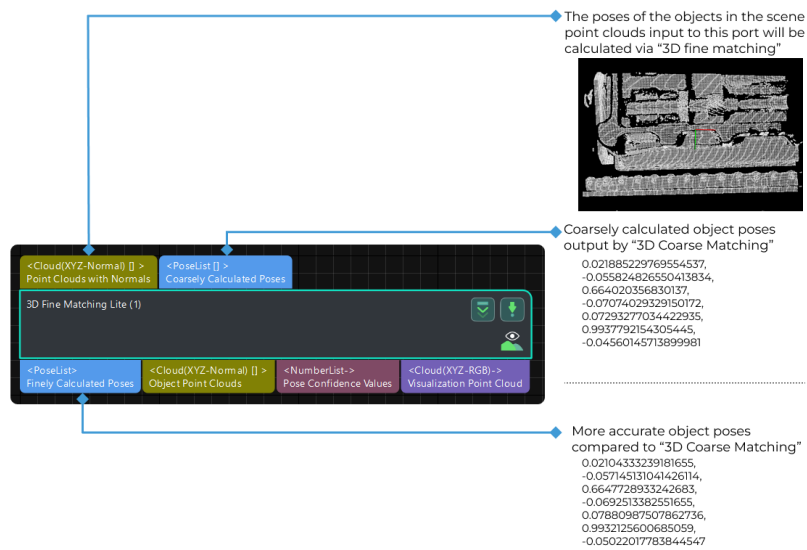 The poses of the objects in the scene
point clouds input to this port will be
calculated via “3D fine matching”
Coarsely calculated object poses
output by “3D Coarse Matching”
0.021885229769554537,
-0.055824826550413834,
0.664020356830137,
-0.07074029329150172,
0.07293277034422935,
0.9937792154305445,
-0.04560145713899981
<Cloud(XYZ-Normal) [] >
Point Clouds with Normals
<PoseList [] >
Coarsely Calculated Poses
3D Fine Matching Lite (1)
<PoseList>
Finely Calculated Poses
<Cloud(XYZ-Normal) [] >
Object Point Clouds
<NumberList->
Pose Confidence Values
<Cloud(XYZ-RGB)->
Visualization Point Cloud
More accurate object poses
compared to “3D Coarse Matching”
0.02104333239181655,
-0.057145131041426114,
0.6647728933242683,
-0.0692513382551655,
0.07880987507862736,
0.9932125600685059,
-0.05022017783844547